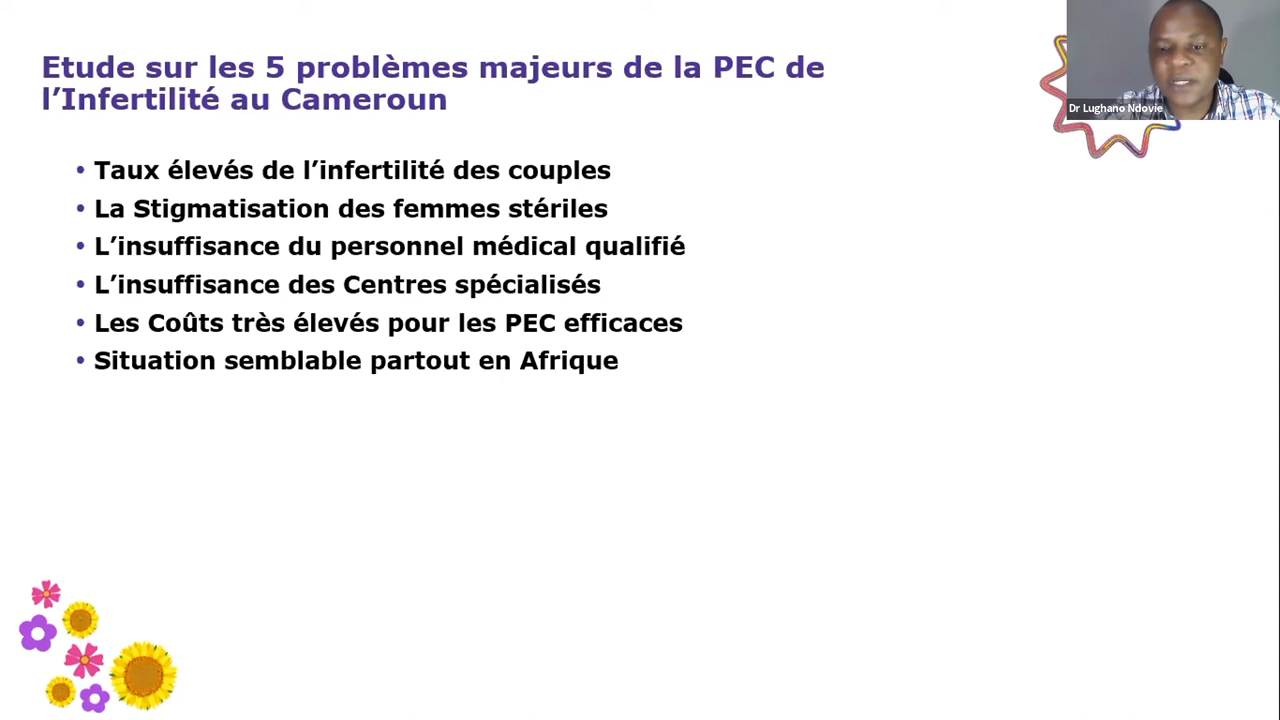 Etude sur les 5 problèmes majeurs de la PEC de
l’Infertilité au Cameroun
Dr Lughano Ndovie
• Taux élevés de l’infertilité des couples
• La Stigmatisation des femmes stériles
• L’insuffisance du personnel médical qualifié
• L’insuffisance des Centres spécialisés
• Les Coûts très élevés pour les PEC efficaces
• Situation semblable partout en Afrique